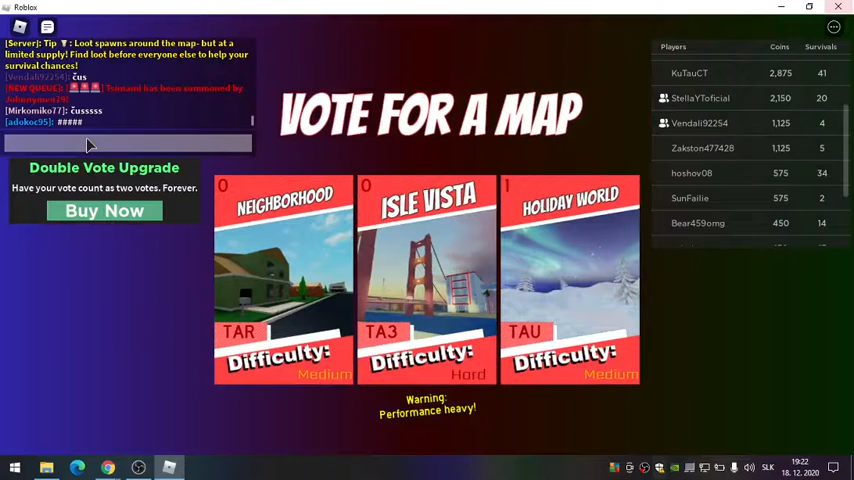 Roblox
[Server]: Tip : Loot spawns around the map- but at a
limited supply! Find loot before everyone else to help your
survival chances!
[Vendali92254]: čus
[NEW QUEUE]: [🚨🚨🚨] Tsunami has been summoned by
[Mirkomiko77]: čusssss
[adokoc95]: #####
Double Vote Upgrade
Have your vote count as two votes. Forever.
Buy Now
VOTE FOR A MAP
0
NEIGHBORHOOD
TAR
Difficulty:
Medium
0
ISLE VISTA
TA3
Difficulty:
Hard
1
HOLIDAY WORLD
TAU
Difficulty:
Medium
Warning:
Performance heavy!
Players Coins Survivals
KuTauCT 2,875 41
StellaYToficial 2,150 20
Vendali92254 1,125 4
Zakston477428 1,125 5
hoshov08 575 34
SunFailie 575 2
Bear459omg 450 14
SLK
19:22
18. 12. 2020